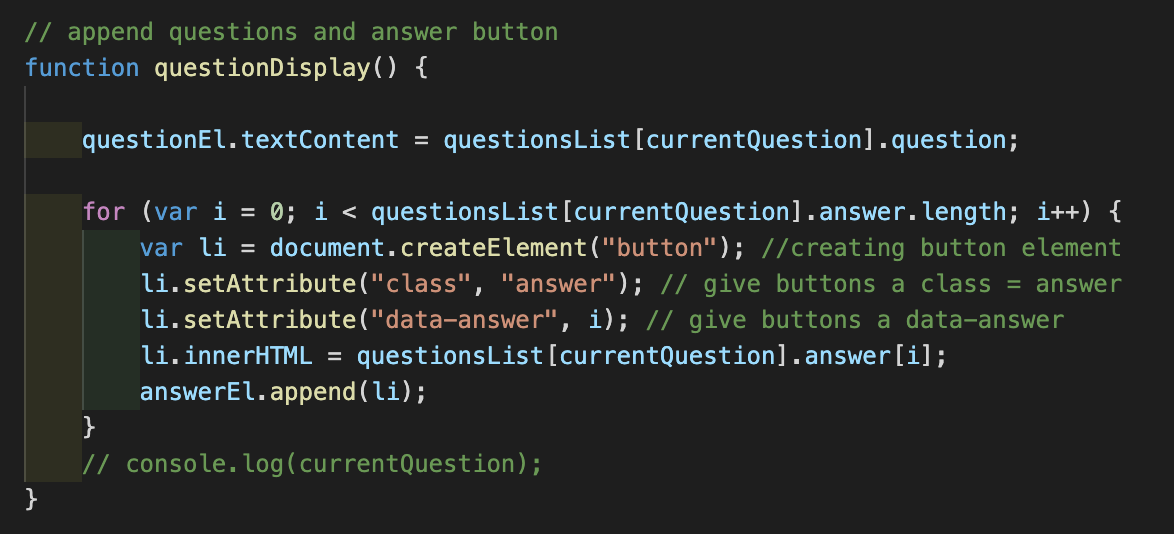 // append questions and answer button
function questionDisplay() {
questionEl.textContent = questionsList[currentQuestion].question;
for (var i = 0; i < questionsList[currentQuestion].answer.length; i++) {
var li = document.createElement("button"); //creating button element
li.setAttribute("class", "answer"); // give buttons a class = answer
li.setAttribute("data-answer", i); // give buttons a data-answer
li.innerHTML = questionsList[currentQuestion].answer[i];
answerEl.append(li);
}
// console.log(currentQuestion);
}